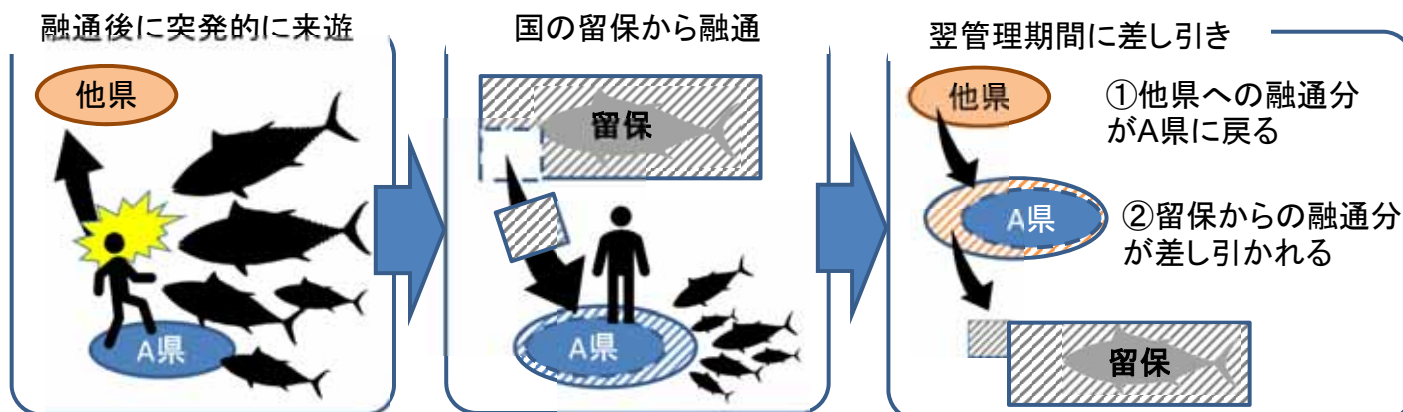 融通後に突発的に来遊
他県
A県
国の留保から融通
留保
A県
翌管理期間に差し引き
他県
①他県への融通分
がA県に戻る
A県
②留保からの融通分
が差し引かれる
留保